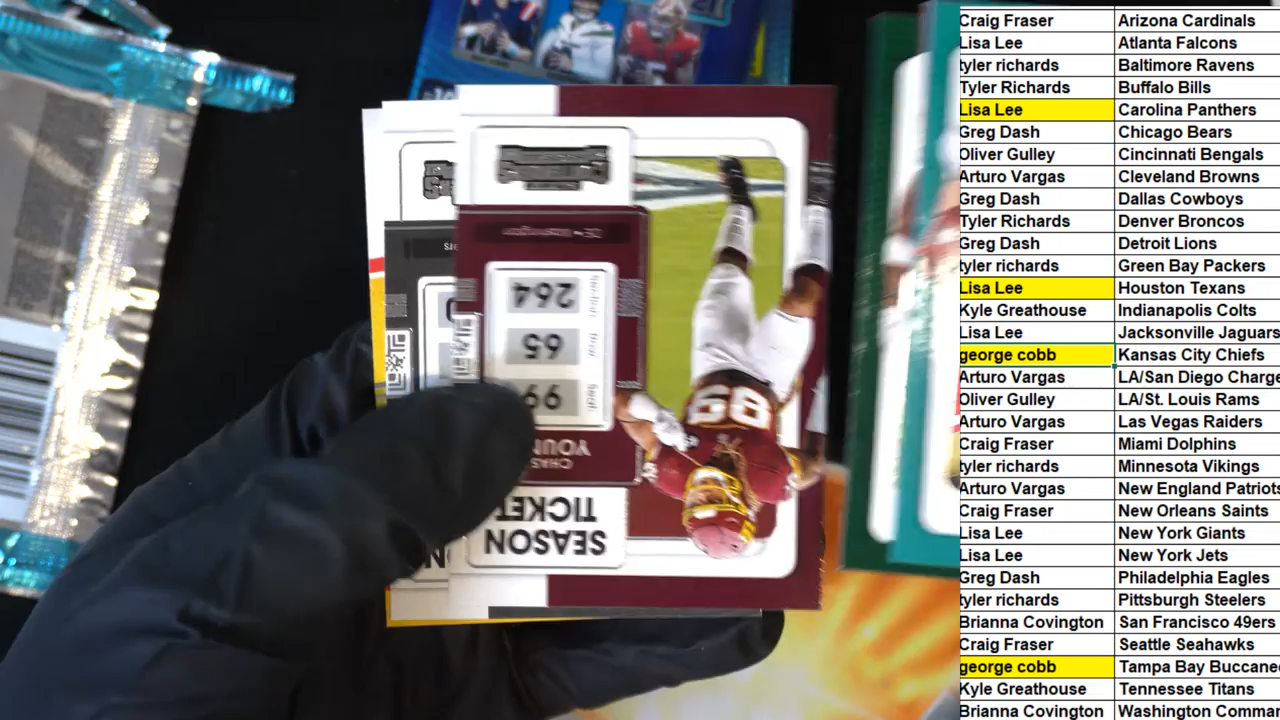 Craig Fraser Arizona Cardinals
Lisa Lee Atlanta Falcons
tyler richards Baltimore Ravens
Tyler Richards Buffalo Bills
Lisa Lee Carolina Panthers
Greg Dash Chicago Bears
Oliver Gulley Cincinnati Bengals
Arturo Vargas Cleveland Browns
Greg Dash Dallas Cowboys
Tyler Richards Denver Broncos
Greg Dash Detroit Lions
tyler richards Green Bay Packers
Lisa Lee Houston Texans
Kyle Greathouse Indianapolis Colts
Lisa Lee Jacksonville Jaguars
george cobb Kansas City Chiefs
Arturo Vargas LA/San Diego Charge
Oliver Gulley LA/St. Louis Rams
Arturo Vargas Las Vegas Raiders
Craig Fraser Miami Dolphins
tyler richards Minnesota Vikings
Arturo Vargas New England Patriots
Craig Fraser New Orleans Saints
Lisa Lee New York Giants
Lisa Lee New York Jets
Greg Dash Philadelphia Eagles
tyler richards Pittsburgh Steelers
Brianna Covington San Francisco 49ers
Craig Fraser Seattle Seahawks
george cobb Tampa Bay Buccane
Kyle Greathouse Tennessee Titans
Brianna Covington Washington Comman
SEASON
TICKET
YOUN
99
65
264
DE • Washington